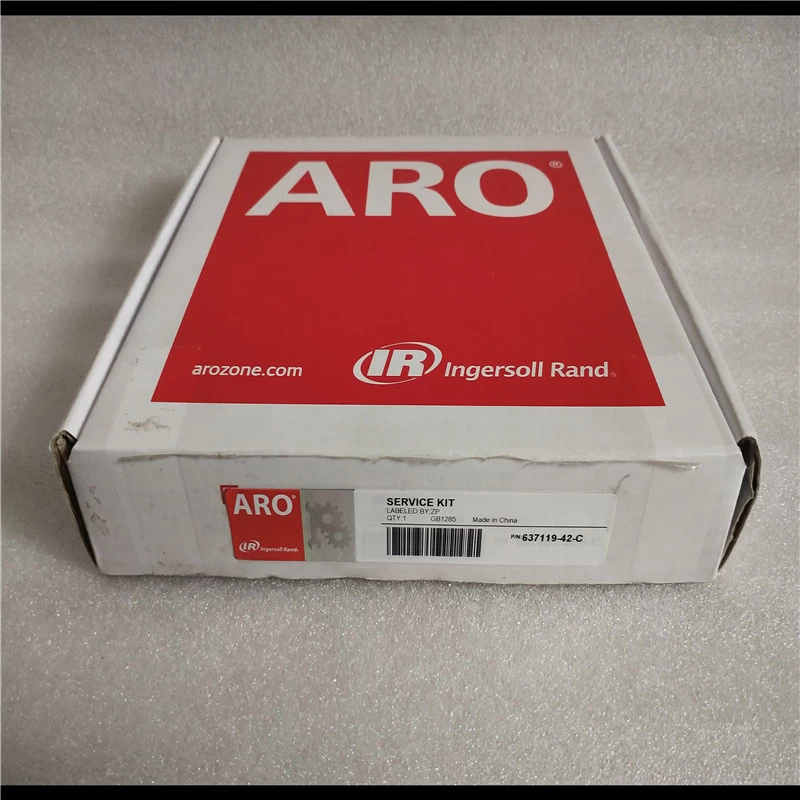 ARO®
arozone.com
IR Ingersoll Rand®
ARO®
IR Ingersoll Rand®
SERVICE KIT
LABELED BY:ZP
QTY:1 GB1285 Made in China
P/N:637119-42-C